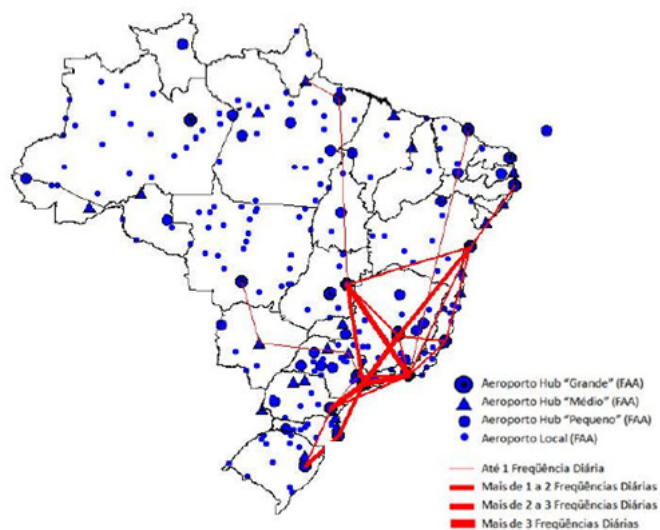 Aeroporto Hub "Grande" (FAA)
Aeroporto Hub "Médio" (FAA)
Aeroporto Hub "Pequeno" (FAA)
Aeroporto Local (FAA)
Até 1 Freqüência Diária
Mais de 1 a 2 Freqüências Diárias
Mais de 2 a 3 Freqüências Diárias
Mais de 3 Freqüências Diárias